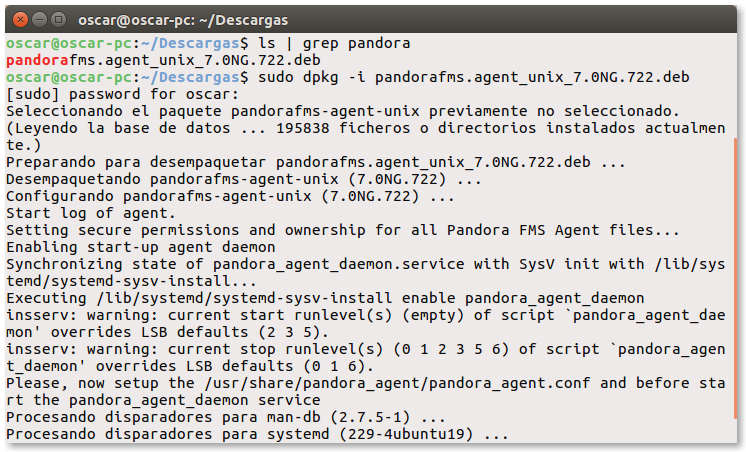 oscar@oscar-pc: ~/Descargas
oscar@oscar-pc:~/Descargas$ ls | grep pandora
pandorafms.agent_unix_7.0NG.722.deb
oscar@oscar-pc:~/Descargas$ sudo dpkg -i pandorafms.agent_unix_7.0NG.722.deb
[sudo] password for oscar:
Seleccionando el paquete pandorafms-agent-unix previamente no seleccionado.
(Leyendo la base de datos ... 195838 ficheros o directorios instalados actualmen
te.)
Preparando para desempaquetar pandorafms.agent_unix_7.0NG.722.deb ...
Desempaquetando pandorafms-agent-unix (7.0NG.722) ...
Configurando pandorafms-agent-unix (7.0NG.722) ...
Start log of agent.
Setting secure permissions and ownership for all Pandora FMS Agent files...
Enabling start-up agent daemon
Synchronizing state of pandora_agent_daemon.service with SysV init with /lib/sys
temd/systemd-sysv-install...
Executing /lib/systemd/systemd-sysv-install enable pandora_agent_daemon
insserv: warning: current start runlevel(s) (empty) of script `pandora_agent_dae
mon' overrides LSB defaults (2 3 5).
insserv: warning: current stop runlevel(s) (0 1 2 3 5 6) of script `pandora_agen
t_daemon' overrides LSB defaults (0 1 6).
Please, now setup the /usr/share/pandora_agent/pandora_agent.conf and before sta
rt the pandora_agent_daemon service
Procesando disparadores para man-db (2.7.5-1) ...
Procesando disparadores para systemd (229-4ubuntu19) ...